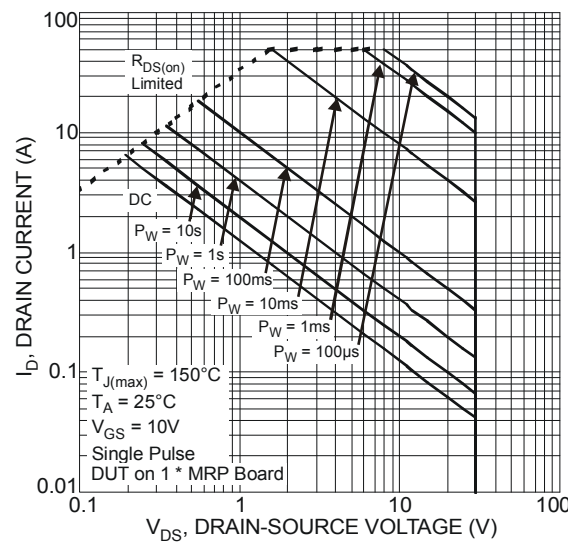 100
R_DS(on)
Limited
10
DC
P_W = 10s
1
P_W = 1s
P_W = 100ms
P_W = 10ms
P_W = 1ms
P_W = 100µs
0.1
T_J(max) = 150°C
T_A = 25°C
V_GS = 10V
Single Pulse
DUT on 1 * MRP Board
0.01
0.1 1 10 100
I_D, DRAIN CURRENT (A)
V_DS, DRAIN-SOURCE VOLTAGE (V)